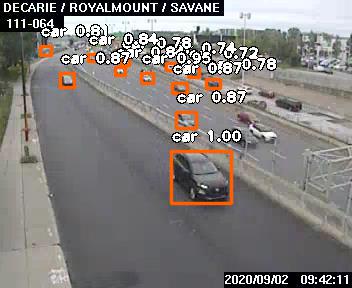 DECARIE / ROYALMOUNT / SAVANE
111-064
car 0.81
car 0.84
car 0.87
car 0.95
0.78
0.74
0.72
car 0.87
0.78
car 0.87
car 1.00
2020/09/02 09:42:11